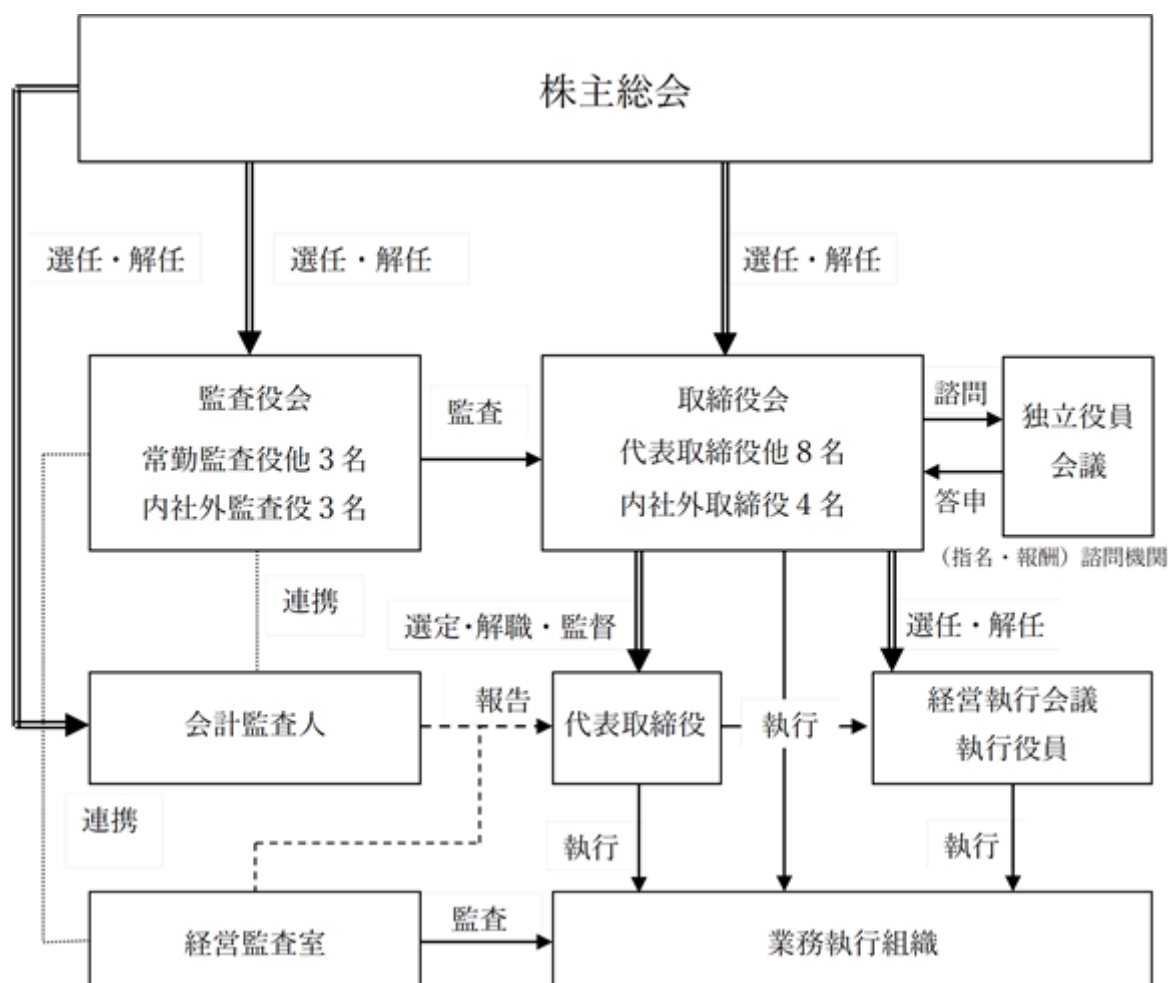 株主総会
選任・解任
選任・解任
選任・解任
監査役会
常勤監査役他3名
内社外監査役3名
監査
取締役会
代表取締役他8名
内社外取締役4名
諮問
答申
独立役員
会議
(指名・報酬)諮問機関
連携
選定・解職・監督
選任・解任
会計監査人
報告
代表取締役
執行
経営執行会議
執行役員
連携
執行
執行
経営監査室
監査
業務執行組織